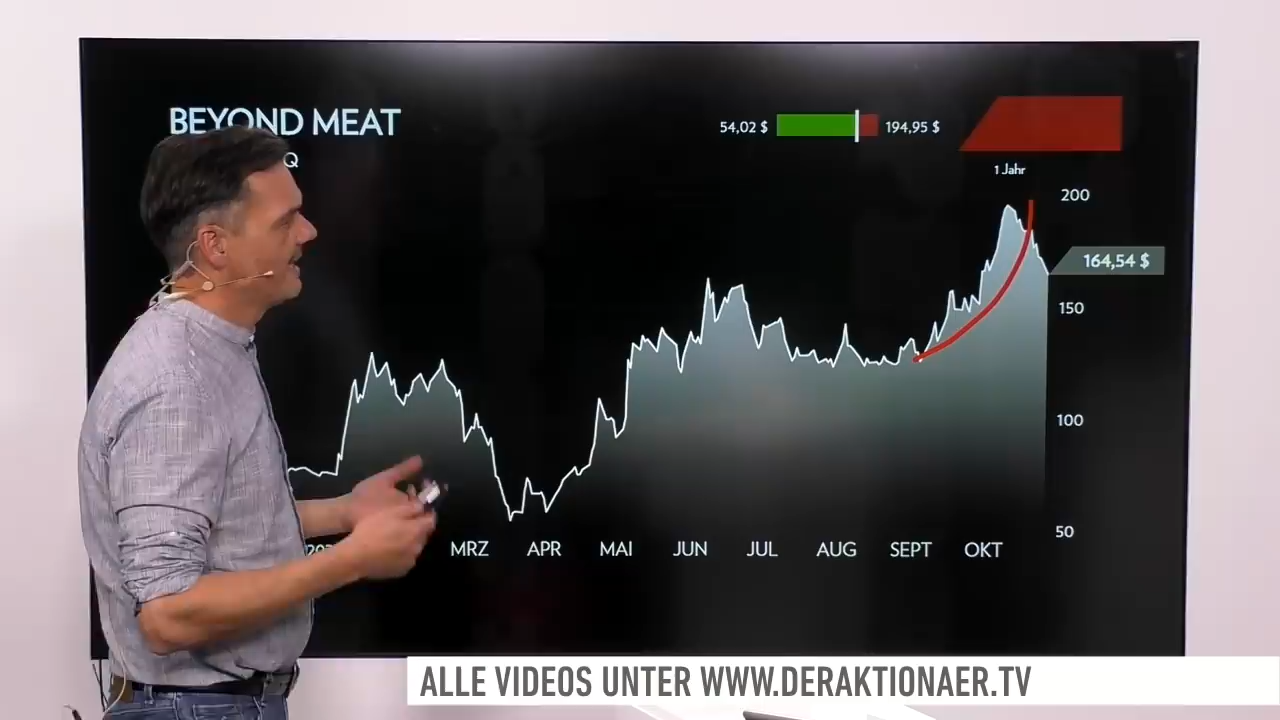 BEYOND MEAT
Q
54,02 $
194,95 $
1 Jahr
200
164,54 $
150
100
50
MRZ APR MAI JUN JUL AUG SEPT OKT
ALLE VIDEOS UNTER WWW.DERAKTIONAER.TV